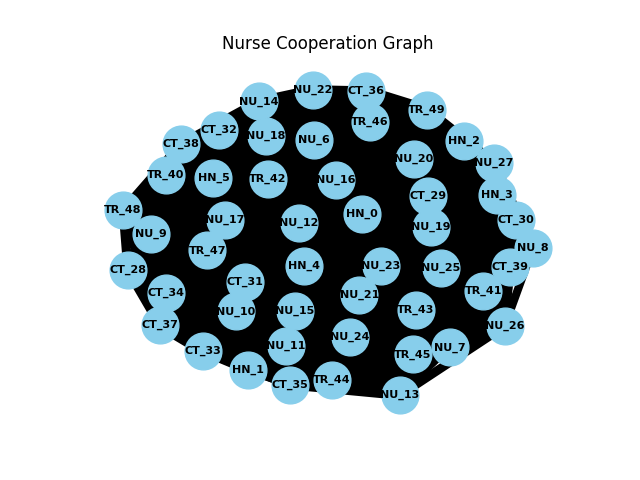 Nurse Cooperation Graph
NU_22
CT_36
NU_14
TR_49
TR_46
CT_32
NU_18
NU_6
HN_2
CT_38
NU_20
NU_27
TR_40
HN_5
TR_42
NU_16
CT_29
HN_3
TR_48
HN_0
NU_17
NU_12
CT_30
NU_19
NU_9
TR_47
NU_8
CT_28
HN_4
NU_23
NU_25
CT_39
CT_31
CT_34
NU_21
TR_41
NU_10
NU_15
TR_43
CT_37
NU_26
NU_24
CT_33
NU_11
TR_45
NU_7
HN_1
CT_35
TR_44
NU_13